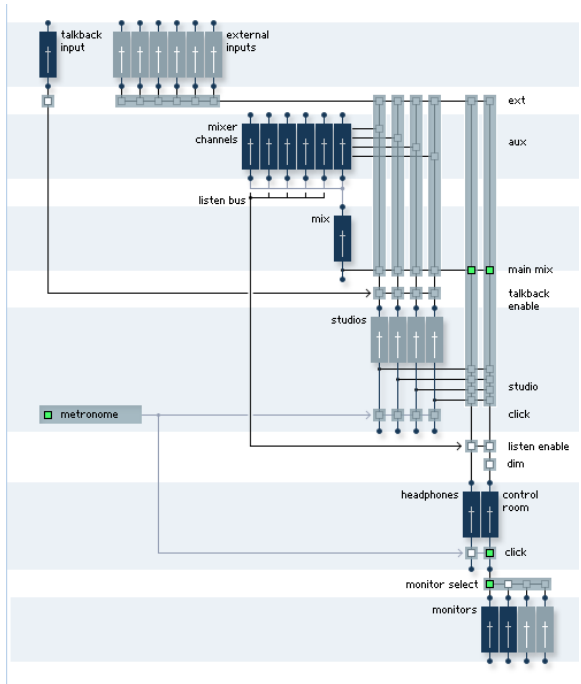 talkback
input
external
inputs
ext
mixer
channels
aux
listen bus
mix
main mix
talkback
enable
studios
studio
metronome
click
listen enable
dim
headphones
control
room
click
monitor select
monitors